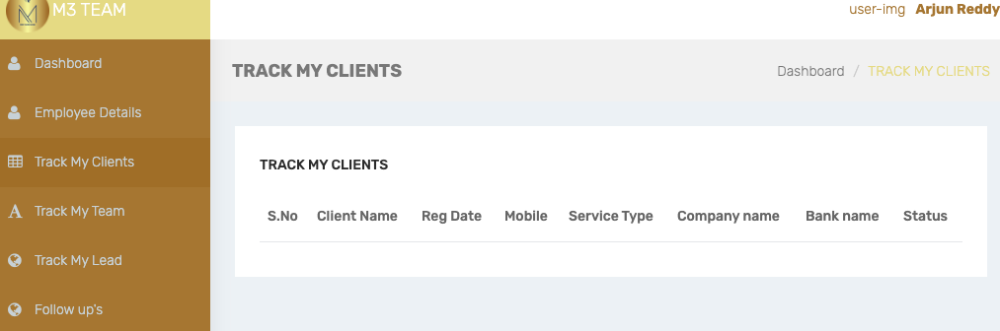 M3 TEAM
user-img Arjun Reddy
Dashboard
Employee Details
Track My Clients
Track My Team
Track My Lead
Follow up's
TRACK MY CLIENTS
Dashboard / TRACK MY CLIENTS
TRACK MY CLIENTS
S.No Client Name Reg Date Mobile Service Type Company name Bank name Status